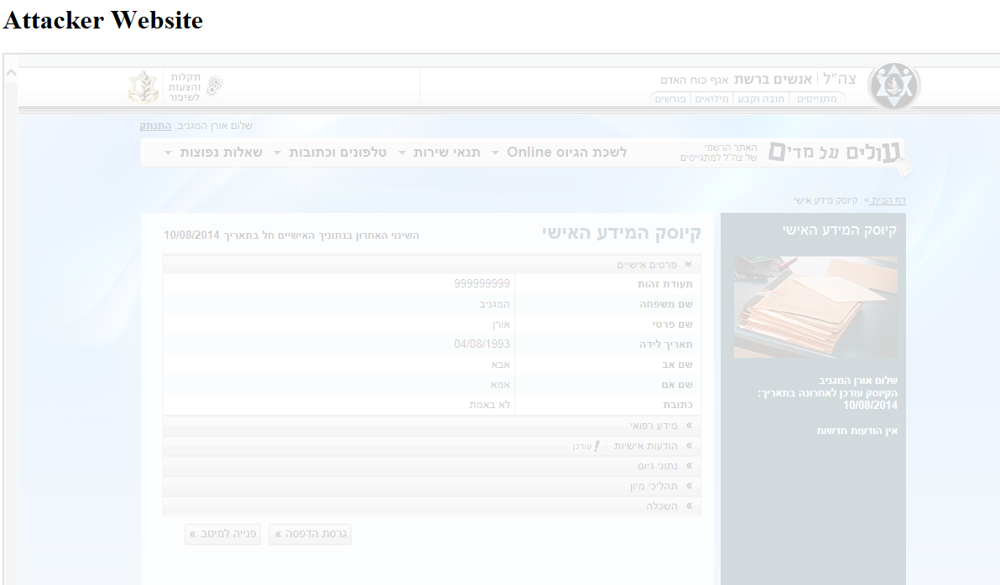 Attacker Website
צה"ל אנשים ברשת אגף כוח האדם
מתגייסים חובה וקבע מילואים פורשים
תקלות
והצעות
לשיפור
שלום אורן המגניב, התנתק
עולים על מדים
האתר הרשמי
של צה"ל למתגייסים
לשכת הגיוס Online תנאי שירות טלפונים וכתובות שאלות נפוצות
דף הבית > קיוסק מידע אישי
קיוסק המידע האישי
שלום אורן המגניב
הקיוסק עודכן לאחרונה בתאריך:
10/08/2014
אין הודעות חדשות
קיוסק המידע האישי
השינוי האחרון בנתוניך האישיים חל בתאריך 10/08/2014
פרטים אישיים
תעודת זהות 999999999
שם משפחה המגניב
שם פרטי אורן
תאריך לידה 04/08/1993
שם אב אבא
שם אם אמא
כתובת לא באמת
מידע רפואי
הודעות אישיות ! עודכן
נתוני גיוס
תהליכי מיון
השכלה
גרסת הדפסה » פנייה למיטב »